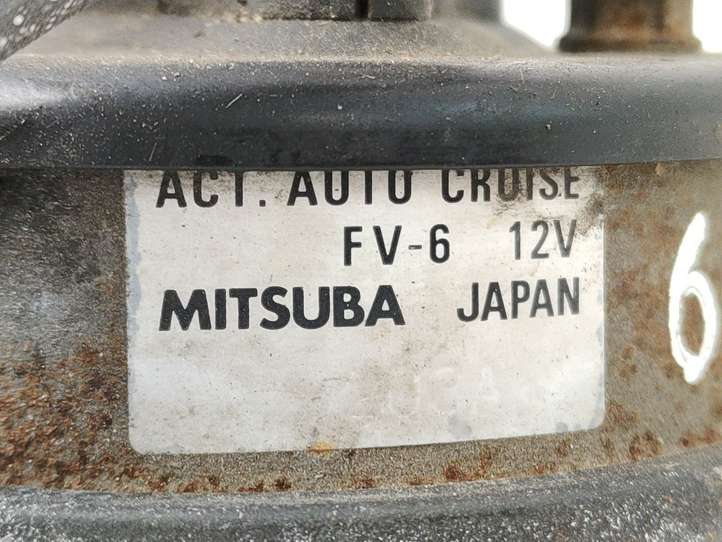 ACT. AUTO CRUISE
FV-6 12V
MITSUBA JAPAN
6